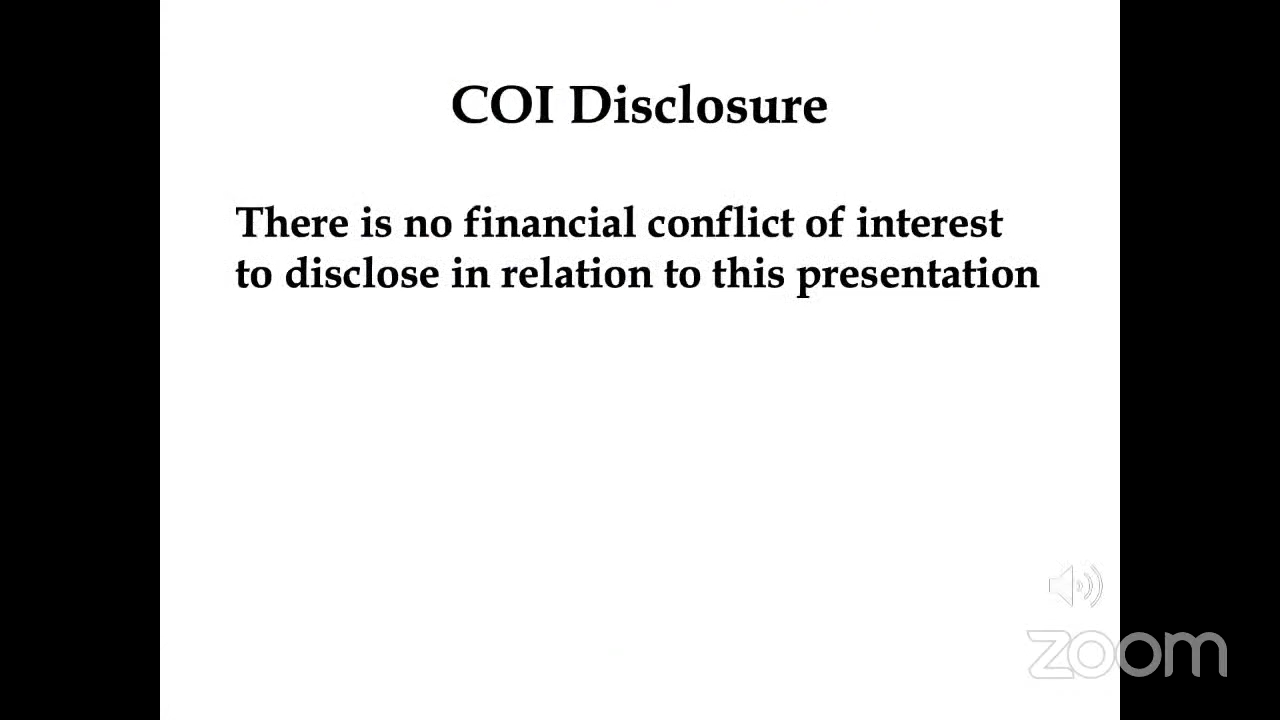 COI Disclosure
There is no financial conflict of interest
to disclose in relation to this presentation
zoom